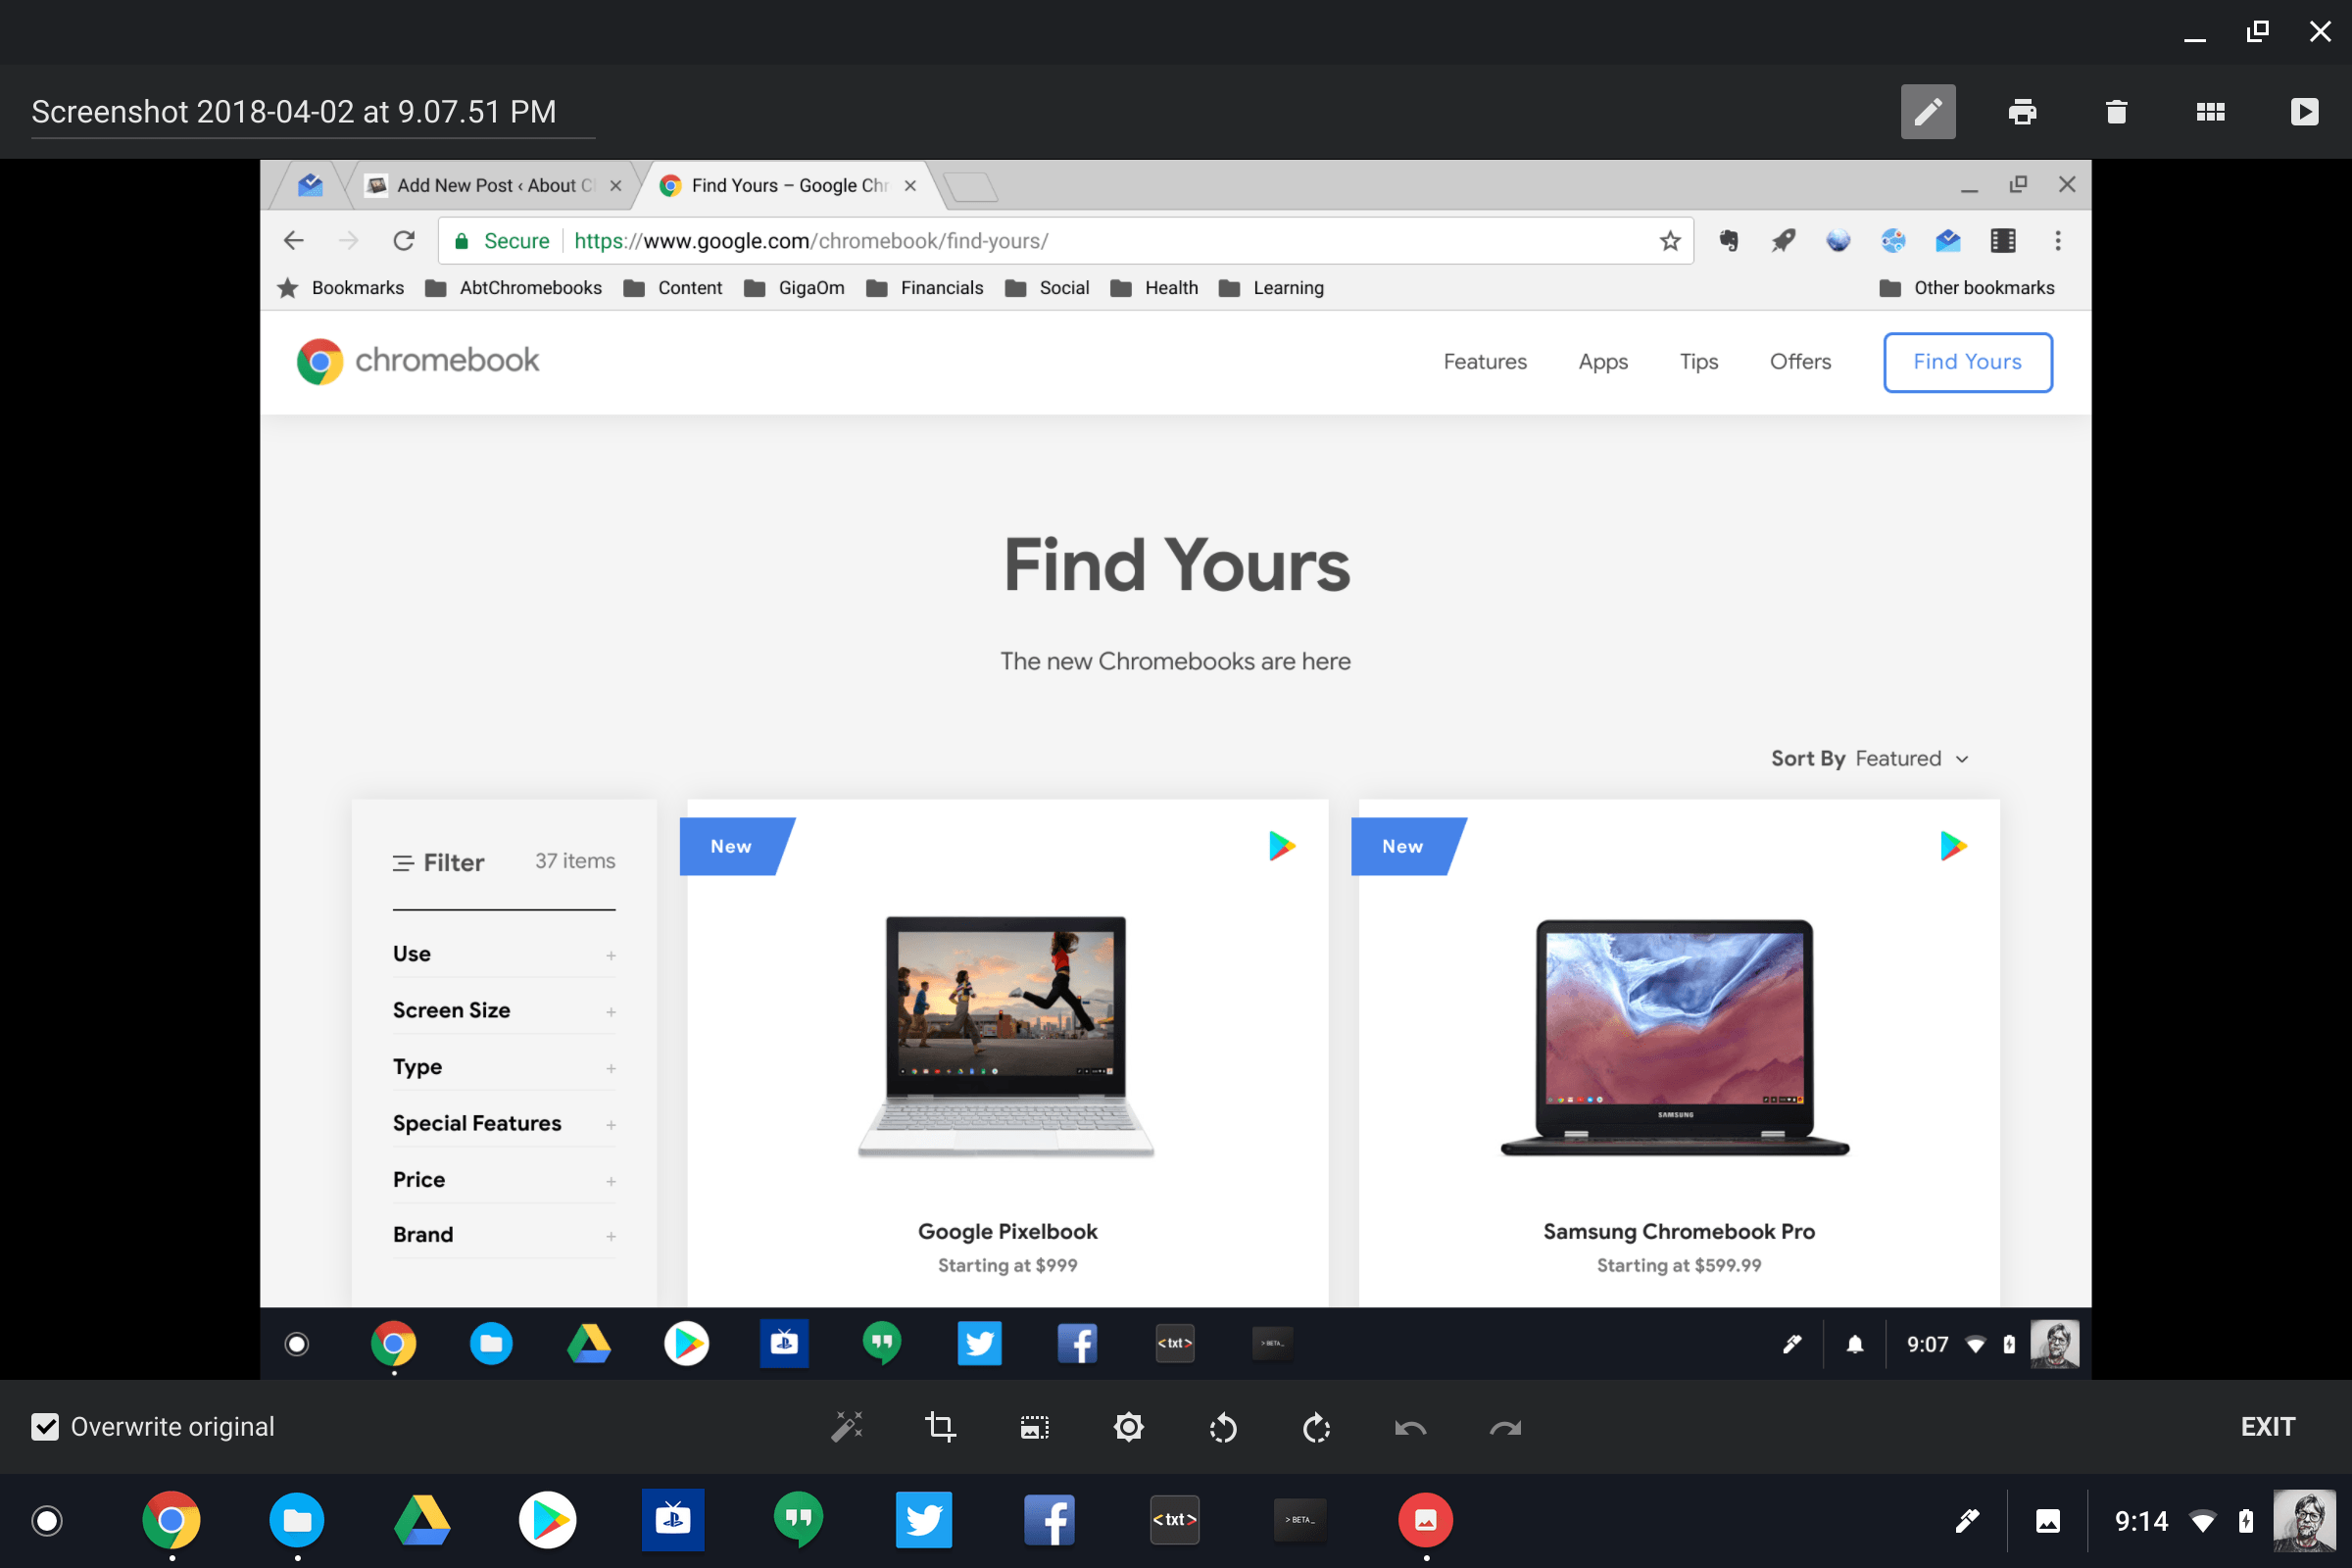 Screenshot 2018-04-02 at 9.07.51 PM
Add New Post ‹ About C
Find Yours – Google Chr
Secure https://www.google.com/chromebook/find-yours/
Bookmarks AbtChromebooks Content GigaOm Financials Social Health Learning Other bookmarks
chromebook Features Apps Tips Offers Find Yours
Find Yours
The new Chromebooks are here
Sort By Featured
Filter 37 items
Use +
Screen Size +
Type +
Special Features +
Price +
Brand +
New
SAMSUNG
Google Pixelbook
Starting at $999
New
Samsung Chromebook Pro
Starting at $599.99
<txt> >BETA_ 9:07
Overwrite original EXIT
<txt> >BETA_ 9:14